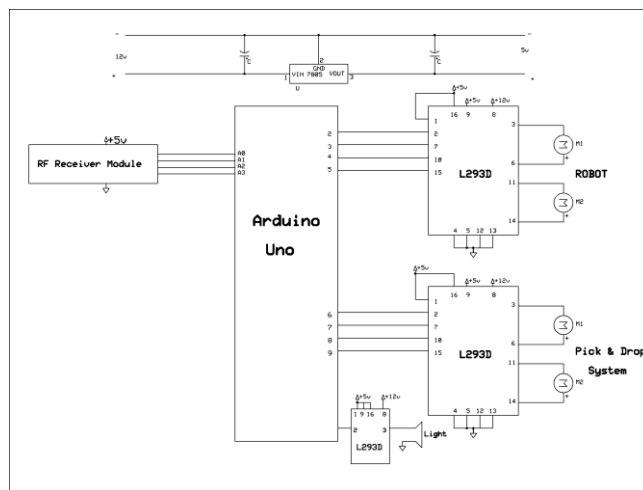 - 2 -
12v C GND C 5v
+ 1 VIN 7805 VOUT 3 +
U
+5v
RF Receiver Module
A0
A1
A2
A3
Arduino
Uno
2
3
4
5
6
7
8
9
+5v
+5v +12v
16 9 8
1
2
7
10
15
L293D
3
6
11
14
4 5 12 13
M1
M2
ROBOT
+5v
+5v +12v
16 9 8
1
2
7
10
15
L293D
3
6
11
14
4 5 12 13
M1
M2
Pick & Drop
System
+5v +12v
1 9 16 8
2 3
L293D
Light